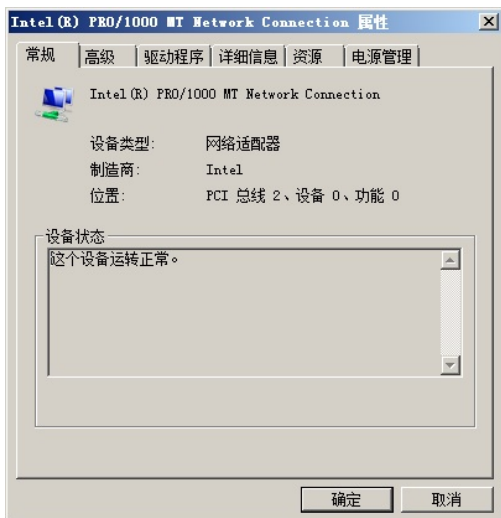 Intel(R) PRO/1000 MT Network Connection 属性
常规 高级 驱动程序 详细信息 资源 电源管理
Intel(R) PRO/1000 MT Network Connection
设备类型: 网络适配器
制造商: Intel
位置: PCI 总线 2、设备 0、功能 0
设备状态
这个设备运转正常。
确定 取消